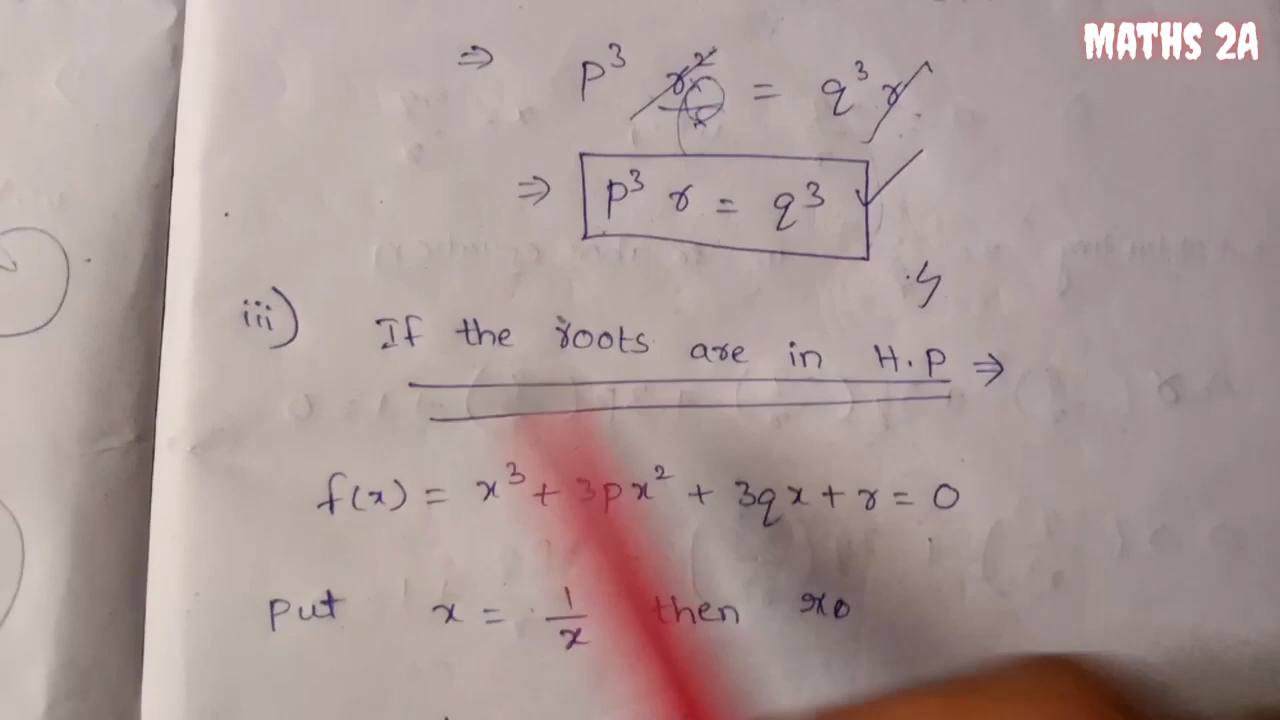 MATHS 2A
⇒ p³ r² = q³ r
⇒ p³ r = q³
iii) If the roots are in H.P ⇒
f(x) = x³ + 3px² + 3qx + r = 0
put x = 1/x then